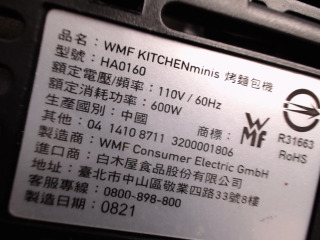 品名：WMF KITCHENminis 烤麵包機
型號：HA0160
額定電壓/頻率：110V / 60Hz
額定消耗功率：600W
生產國別：中國
其他：04 1410 8711 3200001806
商標：WMF
R31663
RoHS
製造商：WMF Consumer Electric GmbH
進口商：白木屋食品股份有限公司
地址：臺北市中山區敬業四路33號8樓
客服專線：0800-898-800
製造日期：0821